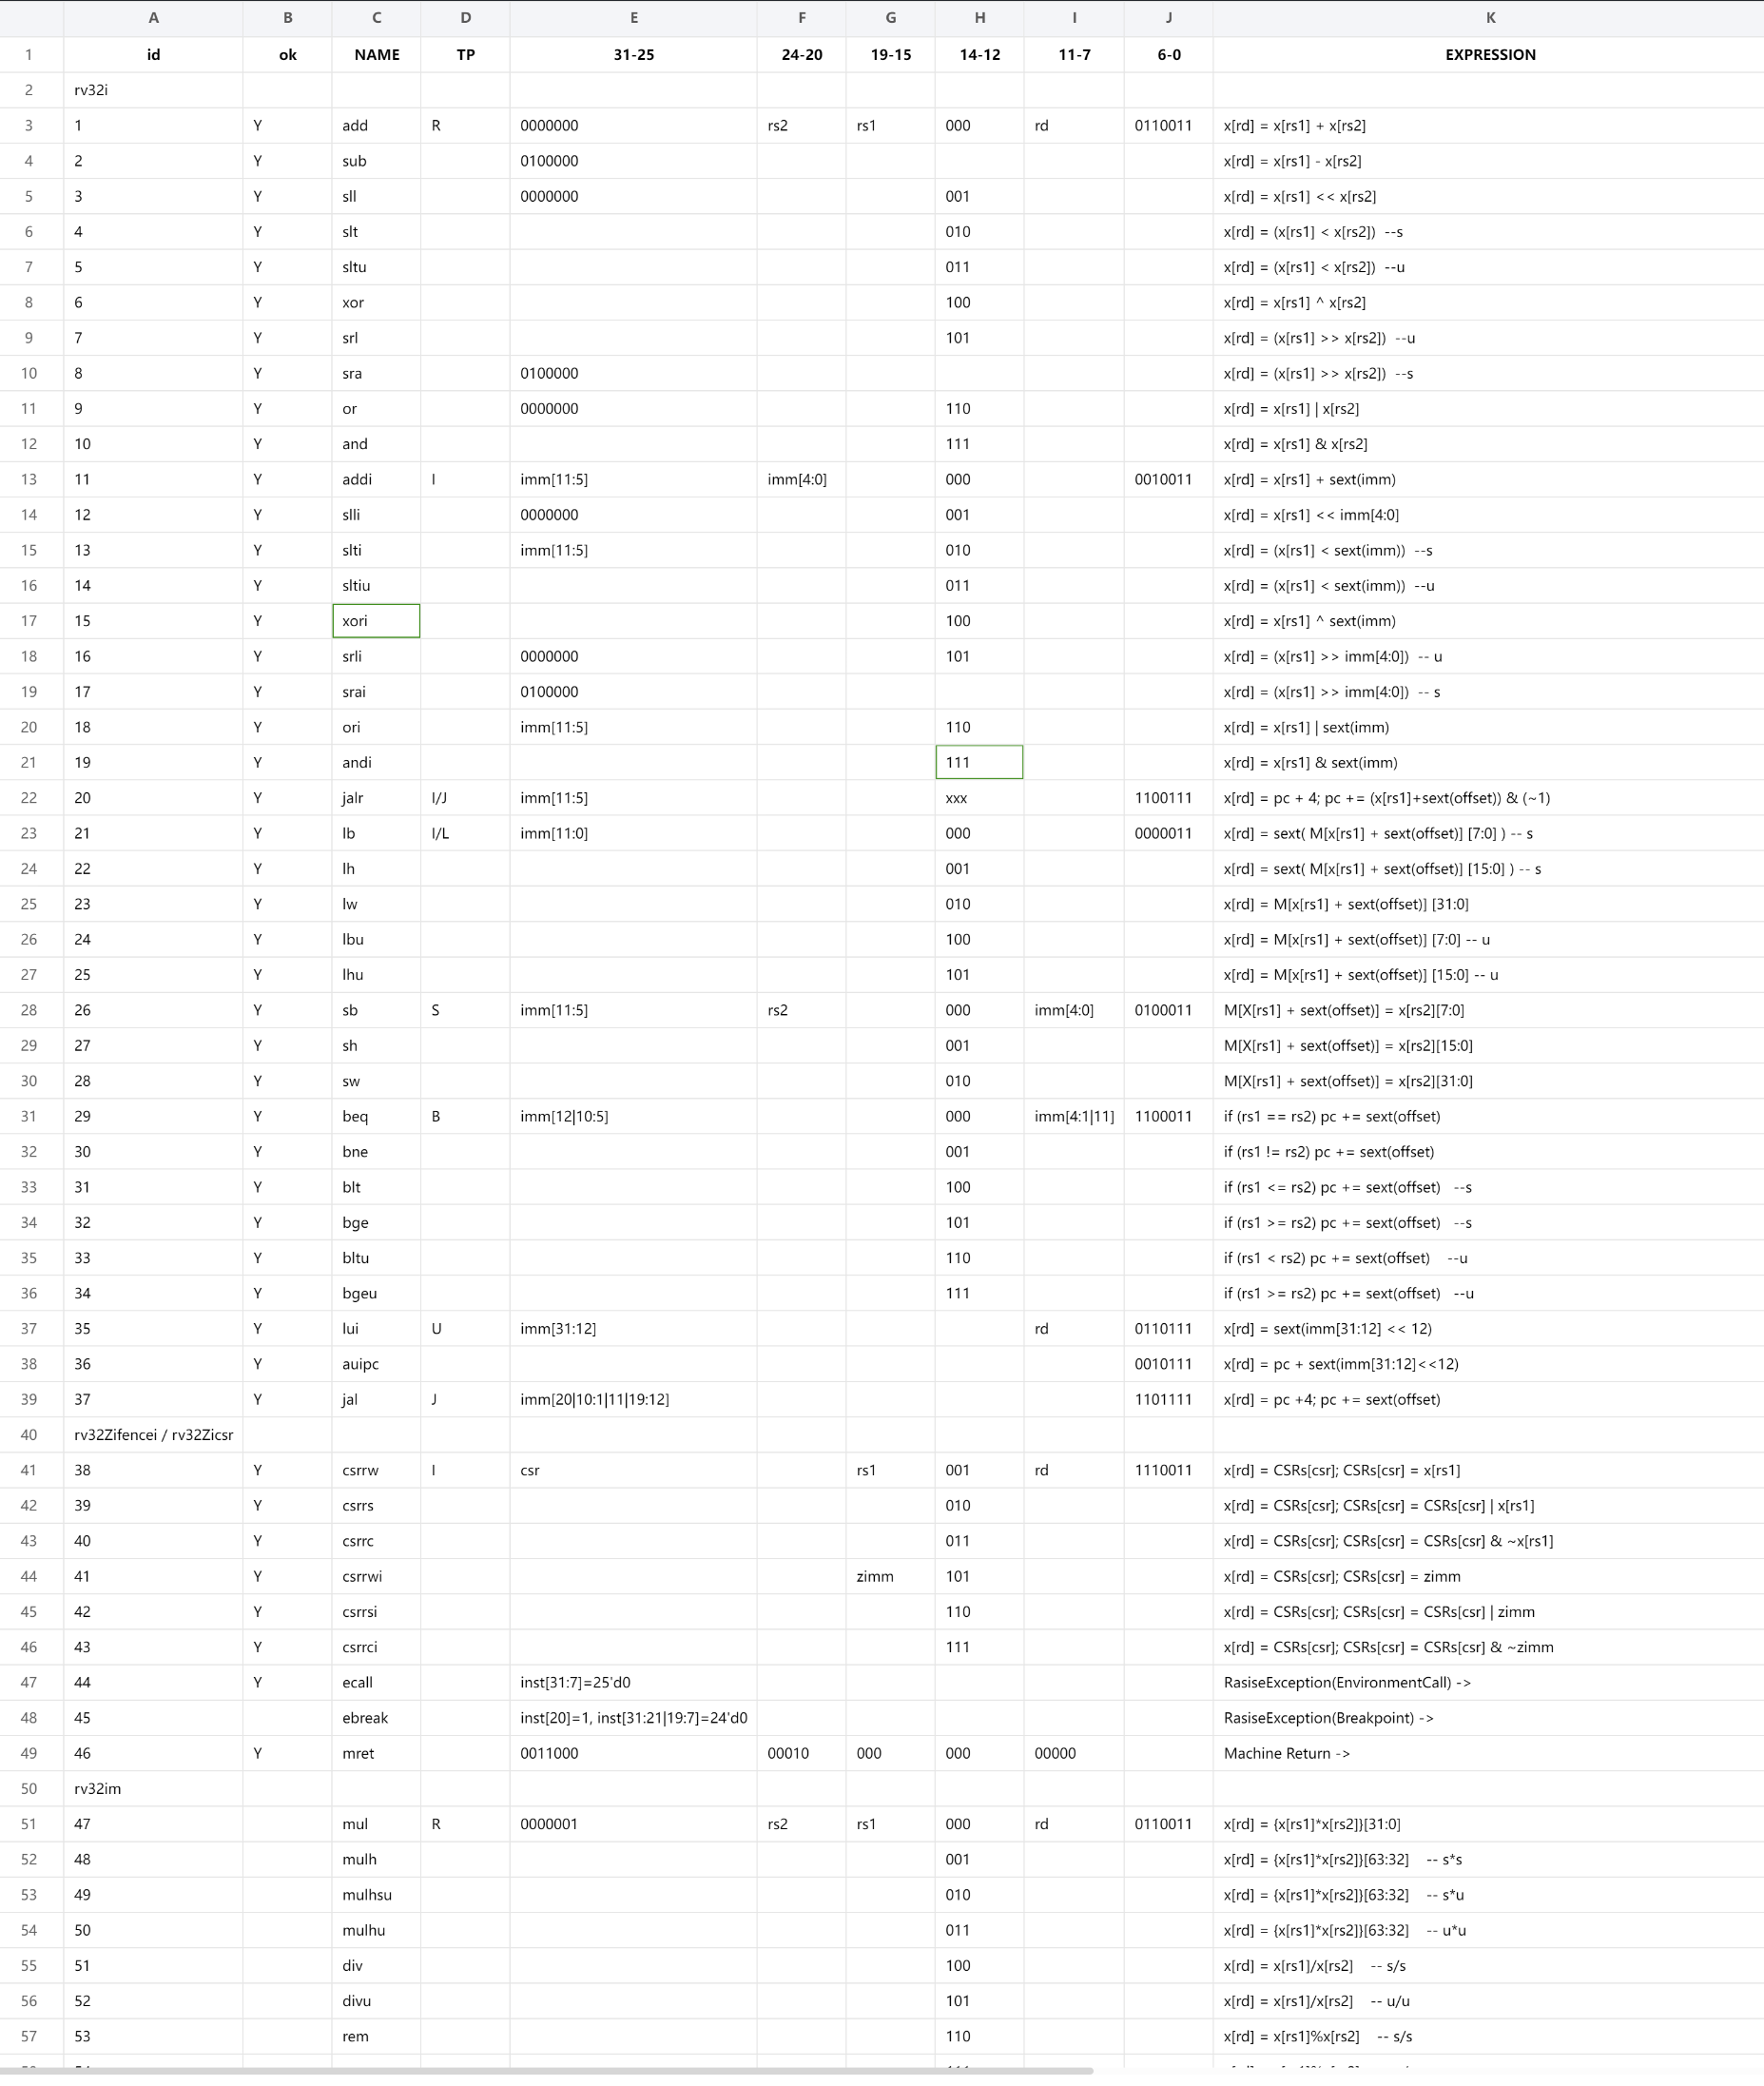 A B C D E F G H I J K
1 id ok NAME TP 31-25 24-20 19-15 14-12 11-7 6-0 EXPRESSION
2 rv32i
3 1 Y add R 0000000 rs2 rs1 000 rd 0110011 x[rd] = x[rs1] + x[rs2]
4 2 Y sub 0100000 x[rd] = x[rs1] - x[rs2]
5 3 Y sll 0000000 001 x[rd] = x[rs1] << x[rs2]
6 4 Y slt 010 x[rd] = (x[rs1] < x[rs2]) --s
7 5 Y sltu 011 x[rd] = (x[rs1] < x[rs2]) --u
8 6 Y xor 100 x[rd] = x[rs1] ^ x[rs2]
9 7 Y srl 101 x[rd] = (x[rs1] >> x[rs2]) --u
10 8 Y sra 0100000 x[rd] = (x[rs1] >> x[rs2]) --s
11 9 Y or 0000000 110 x[rd] = x[rs1] | x[rs2]
12 10 Y and 111 x[rd] = x[rs1] & x[rs2]
13 11 Y addi I imm[11:5] imm[4:0] 000 0010011 x[rd] = x[rs1] + sext(imm)
14 12 Y slli 0000000 001 x[rd] = x[rs1] << imm[4:0]
15 13 Y slti imm[11:5] 010 x[rd] = (x[rs1] < sext(imm)) --s
16 14 Y sltiu 011 x[rd] = (x[rs1] < sext(imm)) --u
17 15 Y xori 100 x[rd] = x[rs1] ^ sext(imm)
18 16 Y srli 0000000 101 x[rd] = (x[rs1] >> imm[4:0]) -- u
19 17 Y srai 0100000 x[rd] = (x[rs1] >> imm[4:0]) -- s
20 18 Y ori imm[11:5] 110 x[rd] = x[rs1] | sext(imm)
21 19 Y andi 111 x[rd] = x[rs1] & sext(imm)
22 20 Y jalr I/J imm[11:5] xxx 1100111 x[rd] = pc + 4; pc += (x[rs1]+sext(offset)) & (~1)
23 21 Y lb I/L imm[11:0] 000 0000011 x[rd] = sext( M[x[rs1] + sext(offset)] [7:0] ) -- s
24 22 Y lh 001 x[rd] = sext( M[x[rs1] + sext(offset)] [15:0] ) -- s
25 23 Y lw 010 x[rd] = M[x[rs1] + sext(offset)] [31:0]
26 24 Y lbu 100 x[rd] = M[x[rs1] + sext(offset)] [7:0] -- u
27 25 Y lhu 101 x[rd] = M[x[rs1] + sext(offset)] [15:0] -- u
28 26 Y sb S imm[11:5] rs2 000 imm[4:0] 0100011 M[X[rs1] + sext(offset)] = x[rs2][7:0]
29 27 Y sh 001 M[X[rs1] + sext(offset)] = x[rs2][15:0]
30 28 Y sw 010 M[X[rs1] + sext(offset)] = x[rs2][31:0]
31 29 Y beq B imm[12|10:5] 000 imm[4:1|11] 1100011 if (rs1 == rs2) pc += sext(offset)
32 30 Y bne 001 if (rs1 != rs2) pc += sext(offset)
33 31 Y blt 100 if (rs1 <= rs2) pc += sext(offset) --s
34 32 Y bge 101 if (rs1 >= rs2) pc += sext(offset) --s
35 33 Y bltu 110 if (rs1 < rs2) pc += sext(offset) --u
36 34 Y bgeu 111 if (rs1 >= rs2) pc += sext(offset) --u
37 35 Y lui U imm[31:12] rd 0110111 x[rd] = sext(imm[31:12] << 12)
38 36 Y auipc 0010111 x[rd] = pc + sext(imm[31:12]<<12)
39 37 Y jal J imm[20|10:1|11|19:12] 1101111 x[rd] = pc +4; pc += sext(offset)
40 rv32Zifencei / rv32Zicsr
41 38 Y csrrw I csr rs1 001 rd 1110011 x[rd] = CSRs[csr]; CSRs[csr] = x[rs1]
42 39 Y csrrs 010 x[rd] = CSRs[csr]; CSRs[csr] = CSRs[csr] | x[rs1]
43 40 Y csrrc 011 x[rd] = CSRs[csr]; CSRs[csr] = CSRs[csr] & ~x[rs1]
44 41 Y csrrwi zimm 101 x[rd] = CSRs[csr]; CSRs[csr] = zimm
45 42 Y csrrsi 110 x[rd] = CSRs[csr]; CSRs[csr] = CSRs[csr] | zimm
46 43 Y csrrci 111 x[rd] = CSRs[csr]; CSRs[csr] = CSRs[csr] & ~zimm
47 44 Y ecall inst[31:7]=25'd0 RasiseException(EnvironmentCall) ->
48 45 ebreak inst[20]=1, inst[31:21|19:7]=24'd0 RasiseException(Breakpoint) ->
49 46 Y mret 0011000 00010 000 000 00000 Machine Return ->
50 rv32im
51 47 mul R 0000001 rs2 rs1 000 rd 0110011 x[rd] = {x[rs1]*x[rs2]}[31:0]
52 48 mulh 001 x[rd] = {x[rs1]*x[rs2]}[63:32] -- s*s
53 49 mulhsu 010 x[rd] = {x[rs1]*x[rs2]}[63:32] -- s*u
54 50 mulhu 011 x[rd] = {x[rs1]*x[rs2]}[63:32] -- u*u
55 51 div 100 x[rd] = x[rs1]/x[rs2] -- s/s
56 52 divu 101 x[rd] = x[rs1]/x[rs2] -- u/u
57 53 rem 110 x[rd] = x[rs1]%x[rs2] -- s/s